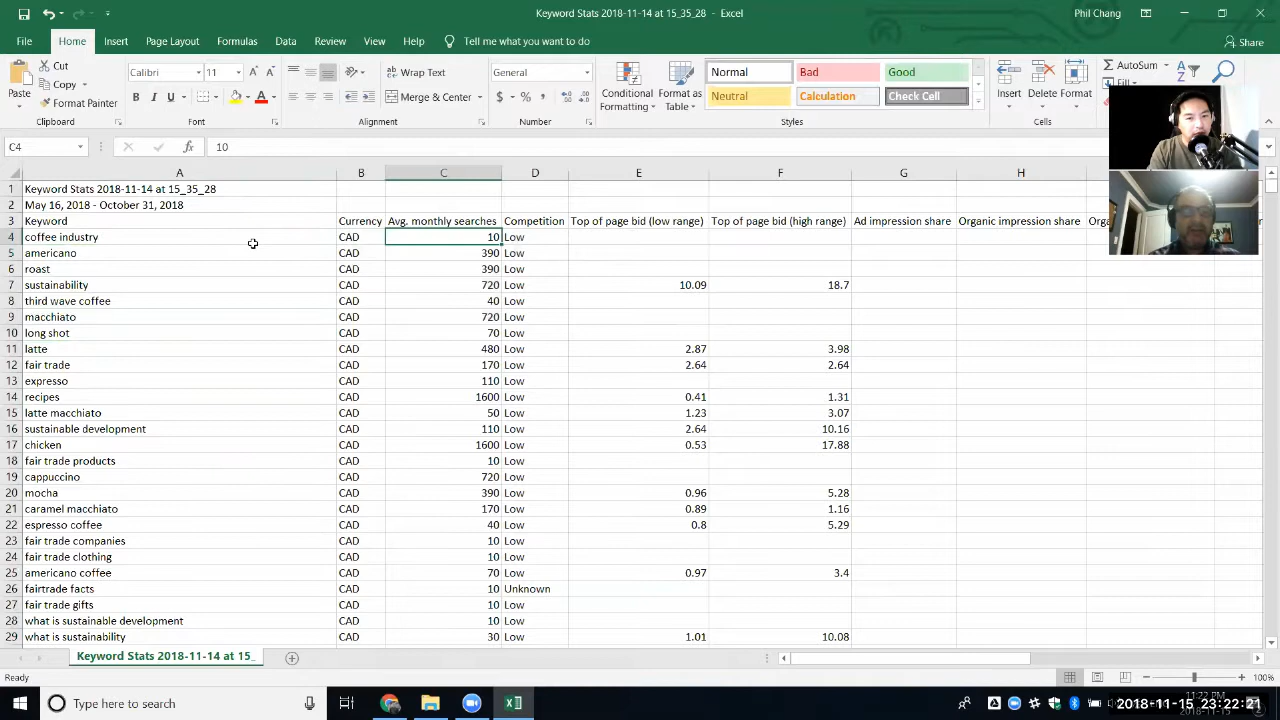 Keyword Stats 2018-11-14 at 15_35_28 - Excel
Phil Chang
File Home Insert Page Layout Formulas Data Review View Help Tell me what you want to do Share
Paste Cut Copy Format Painter Clipboard
Calibri 11 B I U A Font
Wrap Text Merge & Center Alignment
General $ % , Number
Conditional Formatting Format as Table Normal Bad Good Neutral Calculation Check Cell Styles
Insert Delete Format Cells
AutoSum Fill
C4 fx 10
A B C D E F G H
1 Keyword Stats 2018-11-14 at 15_35_28
2 May 16, 2018 - October 31, 2018
3 Keyword Currency Avg. monthly searches Competition Top of page bid (low range) Top of page bid (high range) Ad impression share Organic impression share Orga
4 coffee industry CAD 10 Low
5 americano CAD 390 Low
6 roast CAD 390 Low
7 sustainability CAD 720 Low 10.09 18.7
8 third wave coffee CAD 40 Low
9 macchiato CAD 720 Low
10 long shot CAD 70 Low
11 latte CAD 480 Low 2.87 3.98
12 fair trade CAD 170 Low 2.64 2.64
13 expresso CAD 110 Low
14 recipes CAD 1600 Low 0.41 1.31
15 latte macchiato CAD 50 Low 1.23 3.07
16 sustainable development CAD 110 Low 2.64 10.16
17 chicken CAD 1600 Low 0.53 17.88
18 fair trade products CAD 10 Low
19 cappuccino CAD 720 Low
20 mocha CAD 390 Low 0.96 5.28
21 caramel macchiato CAD 170 Low 0.89 1.16
22 espresso coffee CAD 40 Low 0.8 5.29
23 fair trade companies CAD 10 Low
24 fair trade clothing CAD 10 Low
25 americano coffee CAD 70 Low 0.97 3.4
26 fairtrade facts CAD 10 Unknown
27 fair trade gifts CAD 10 Low
28 what is sustainable development CAD 10 Low
29 what is sustainability CAD 30 Low 1.01 10.08
Keyword Stats 2018-11-14 at 15_
Ready 100%
Type here to search
11:22 PM
2018-11-15 23:22:21